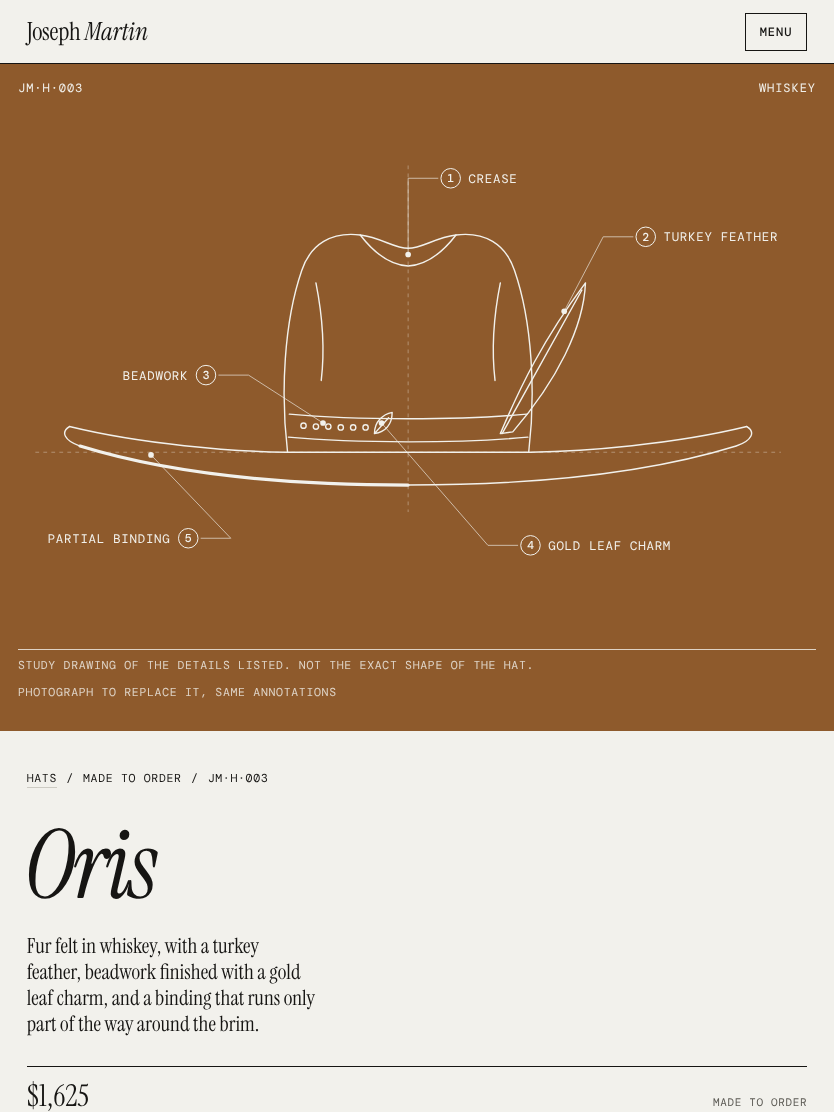 Joseph Martin
MENU
JM·H·003
WHISKEY
1 CREASE
2 TURKEY FEATHER
BEADWORK 3
PARTIAL BINDING 5
4 GOLD LEAF CHARM
STUDY DRAWING OF THE DETAILS LISTED. NOT THE EXACT SHAPE OF THE HAT.
PHOTOGRAPH TO REPLACE IT, SAME ANNOTATIONS
HATS / MADE TO ORDER / JM·H·003
Oris
Fur felt in whiskey, with a turkey
feather, beadwork finished with a gold
leaf charm, and a binding that runs only
part of the way around the brim.
$1,625
MADE TO ORDER